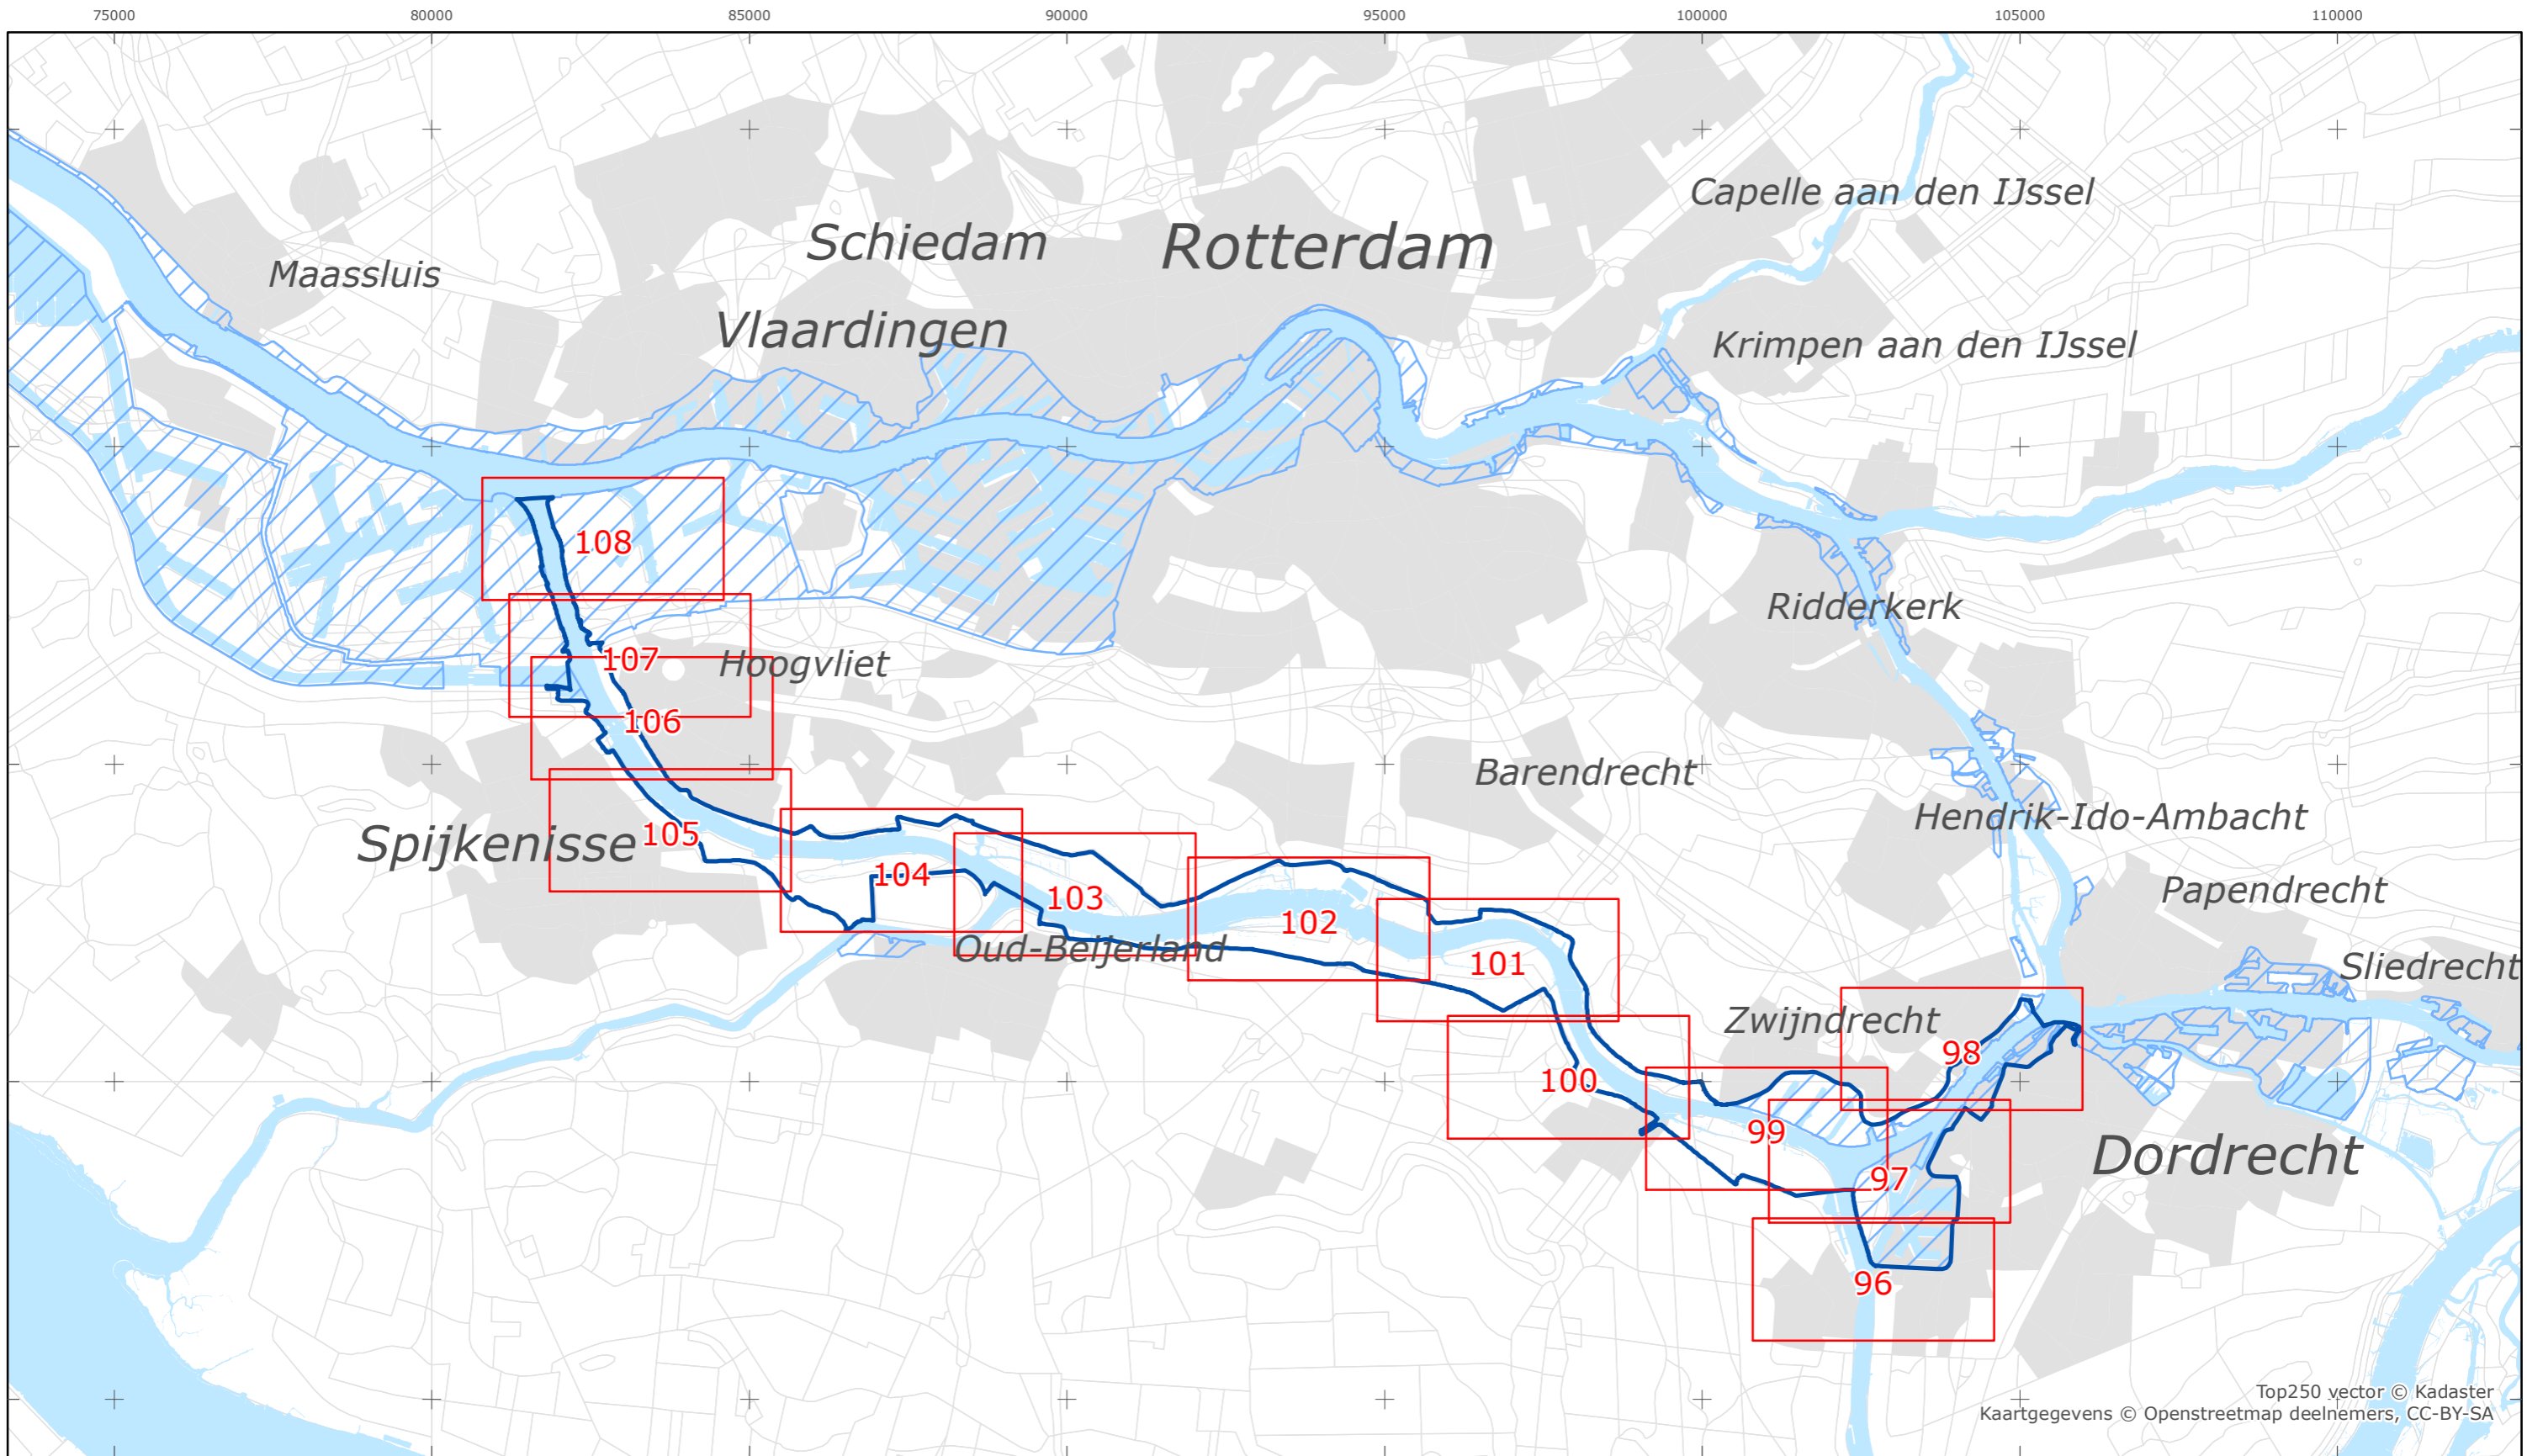 75000 80000 85000 90000 95000 100000 105000 110000
Capelle aan den IJssel
Schiedam Rotterdam
Maassluis
Vlaardingen
Krimpen aan den IJssel
108
Ridderkerk
107 Hoogvliet
106
Barendrecht
Hendrik-Ido-Ambacht
Spijkenisse 105
104 103 Papendrecht
102
Oud-Beijerland
101 Sliedrecht
Zwijndrecht
98
100
99
Dordrecht
97
96
Top250 vector © Kadaster
Kaartgegevens © Openstreetmap deelnemers, CC-BY-SA